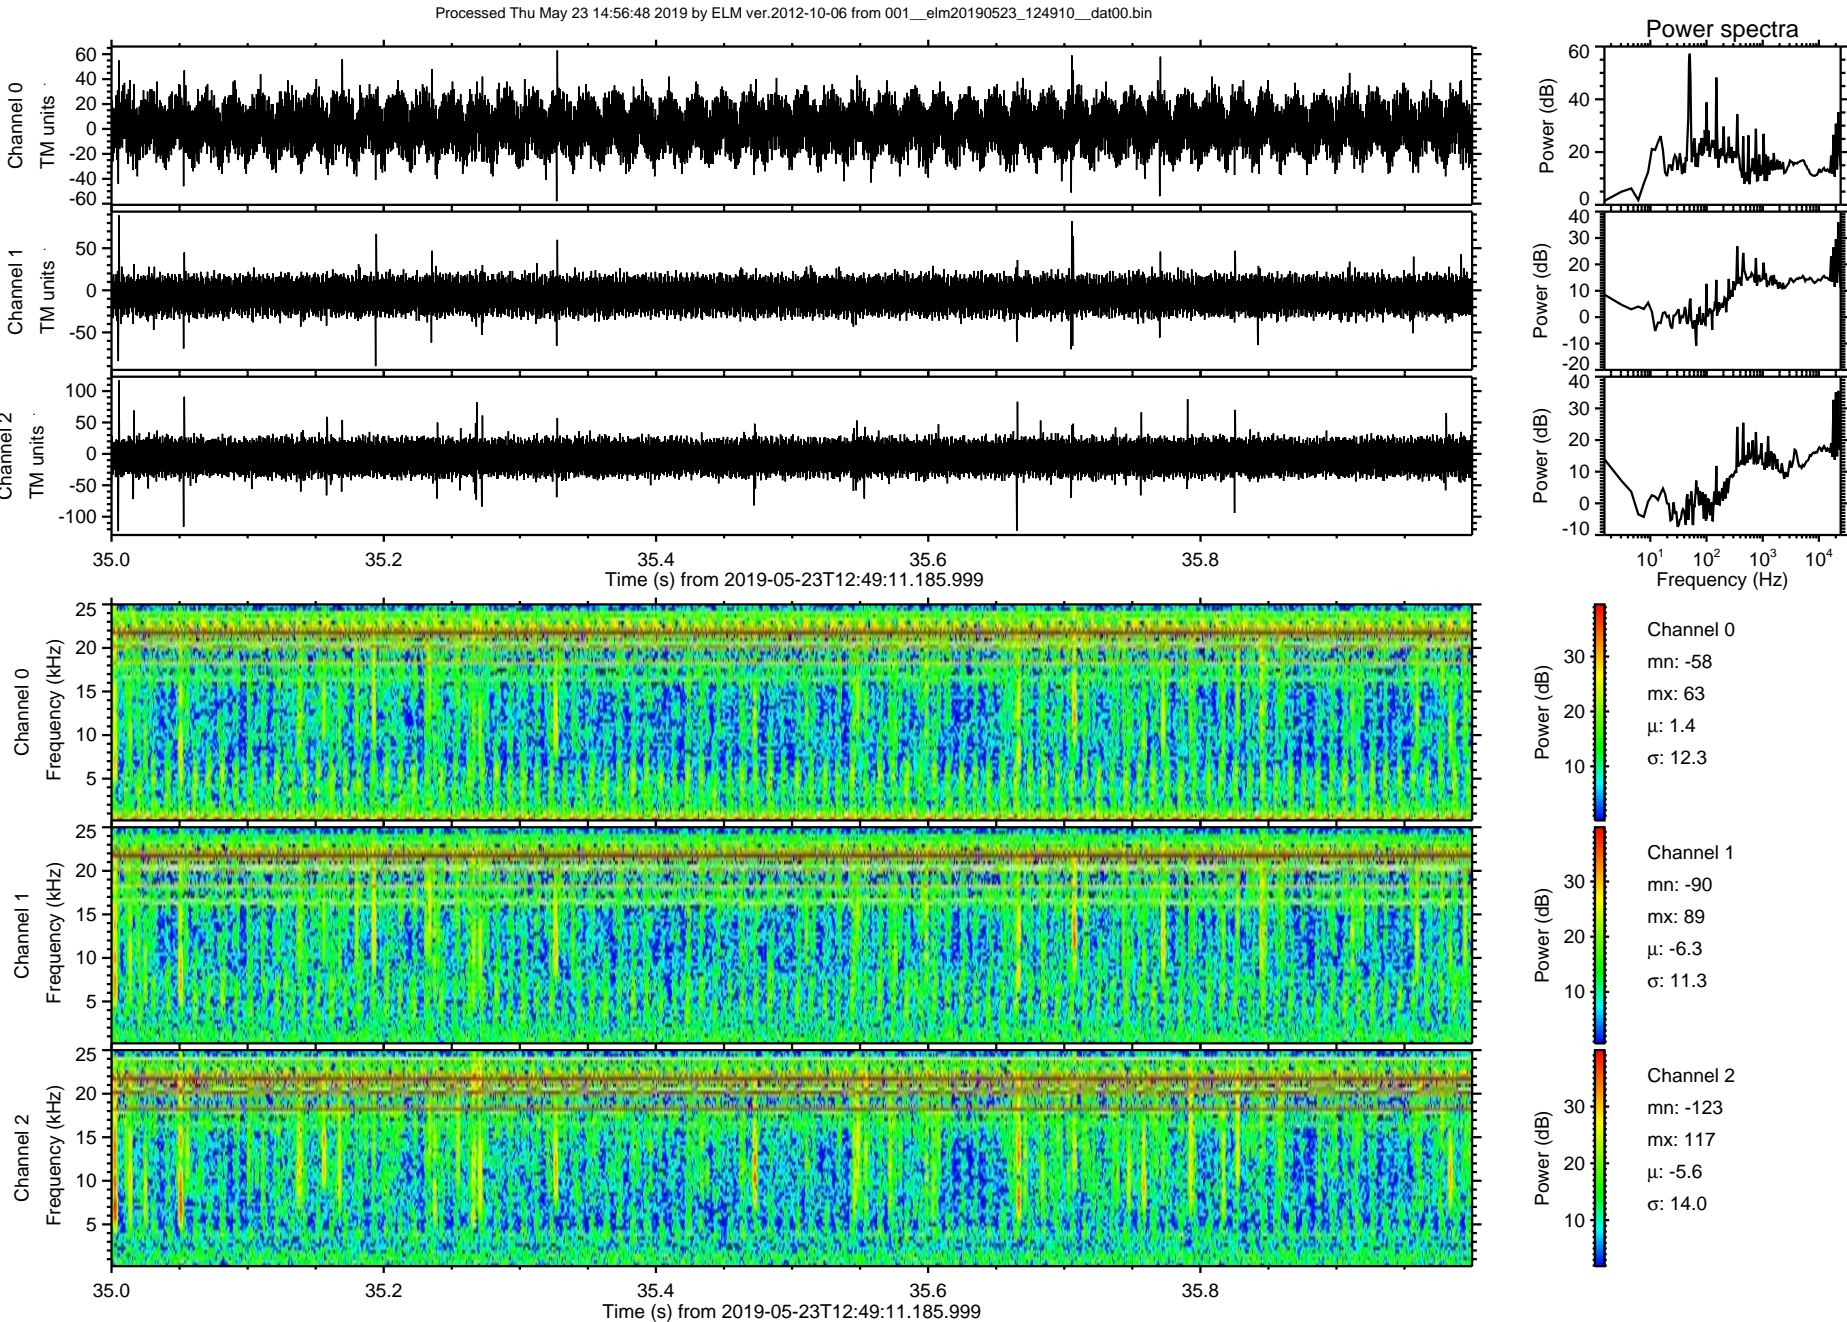 Processed Thu May 23 14:56:48 2019 by ELM ver.2012-10-06 from 001__elm20190523_124910__dat00.bin
Power spectra
Channel 0
TM units
60
40
20
0
-20
-40
-60
Power (dB)
60
40
20
0
Channel 1
TM units
50
0
-50
Power (dB)
40
30
20
10
0
-10
-20
Channel 2
TM units
100
50
0
-50
-100
Power (dB)
40
30
20
10
0
-10
35.0 35.2 35.4 35.6 35.8
Time (s) from 2019-05-23T12:49:11.185.999
10^1 10^2 10^3 10^4
Frequency (Hz)
Channel 0
Frequency (kHz)
25
20
15
10
5
Power (dB)
30
20
10
Channel 0
mn: -58
mx: 63
μ: 1.4
σ: 12.3
Channel 1
Frequency (kHz)
25
20
15
10
5
Power (dB)
30
20
10
Channel 1
mn: -90
mx: 89
μ: -6.3
σ: 11.3
Channel 2
Frequency (kHz)
25
20
15
10
5
Power (dB)
30
20
10
Channel 2
mn: -123
mx: 117
μ: -5.6
σ: 14.0
35.0 35.2 35.4 35.6 35.8
Time (s) from 2019-05-23T12:49:11.185.999